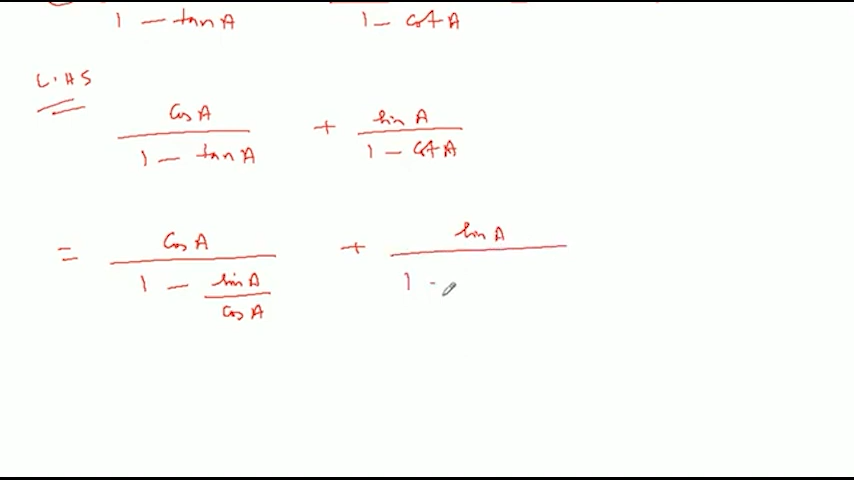 1 - tan A 1 - cot A
L.H.S
cos A / 1 - tan A + sin A / 1 - cot A
= cos A / 1 - sin A / cos A + sin A / 1 -